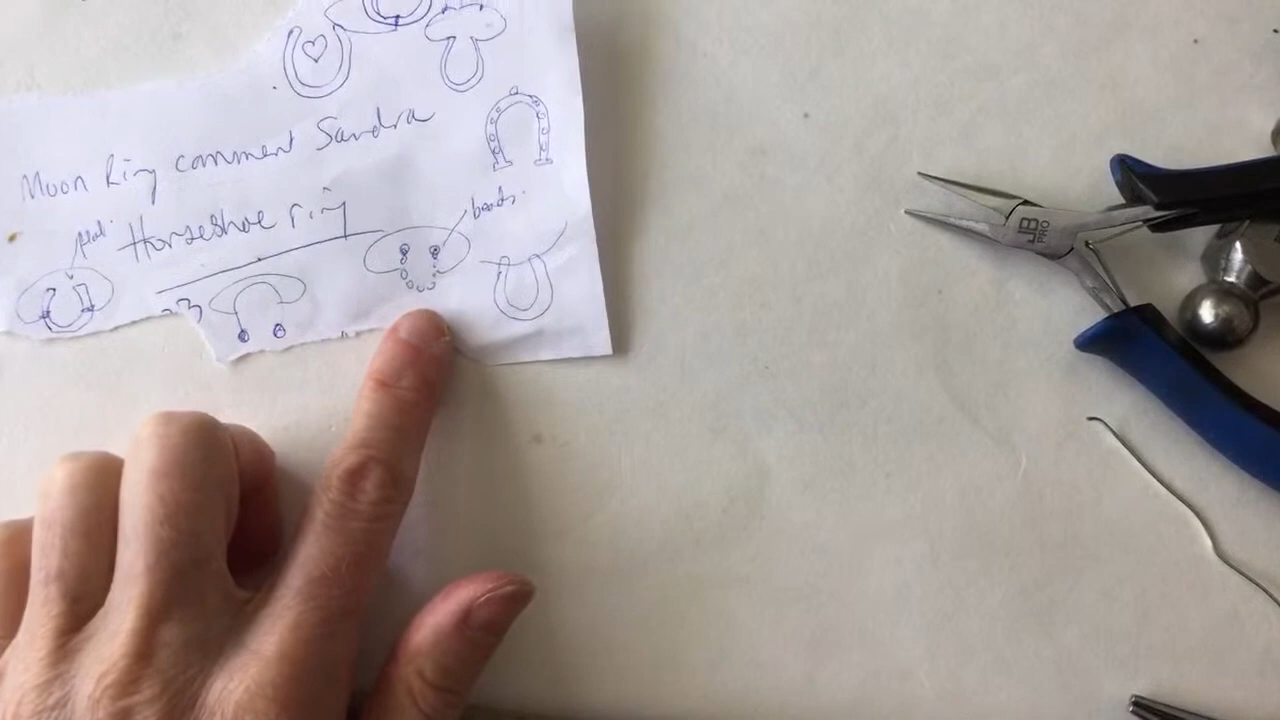 Moon Ring comment Sandra
Horseshoe ring
beads.
JB
PRO